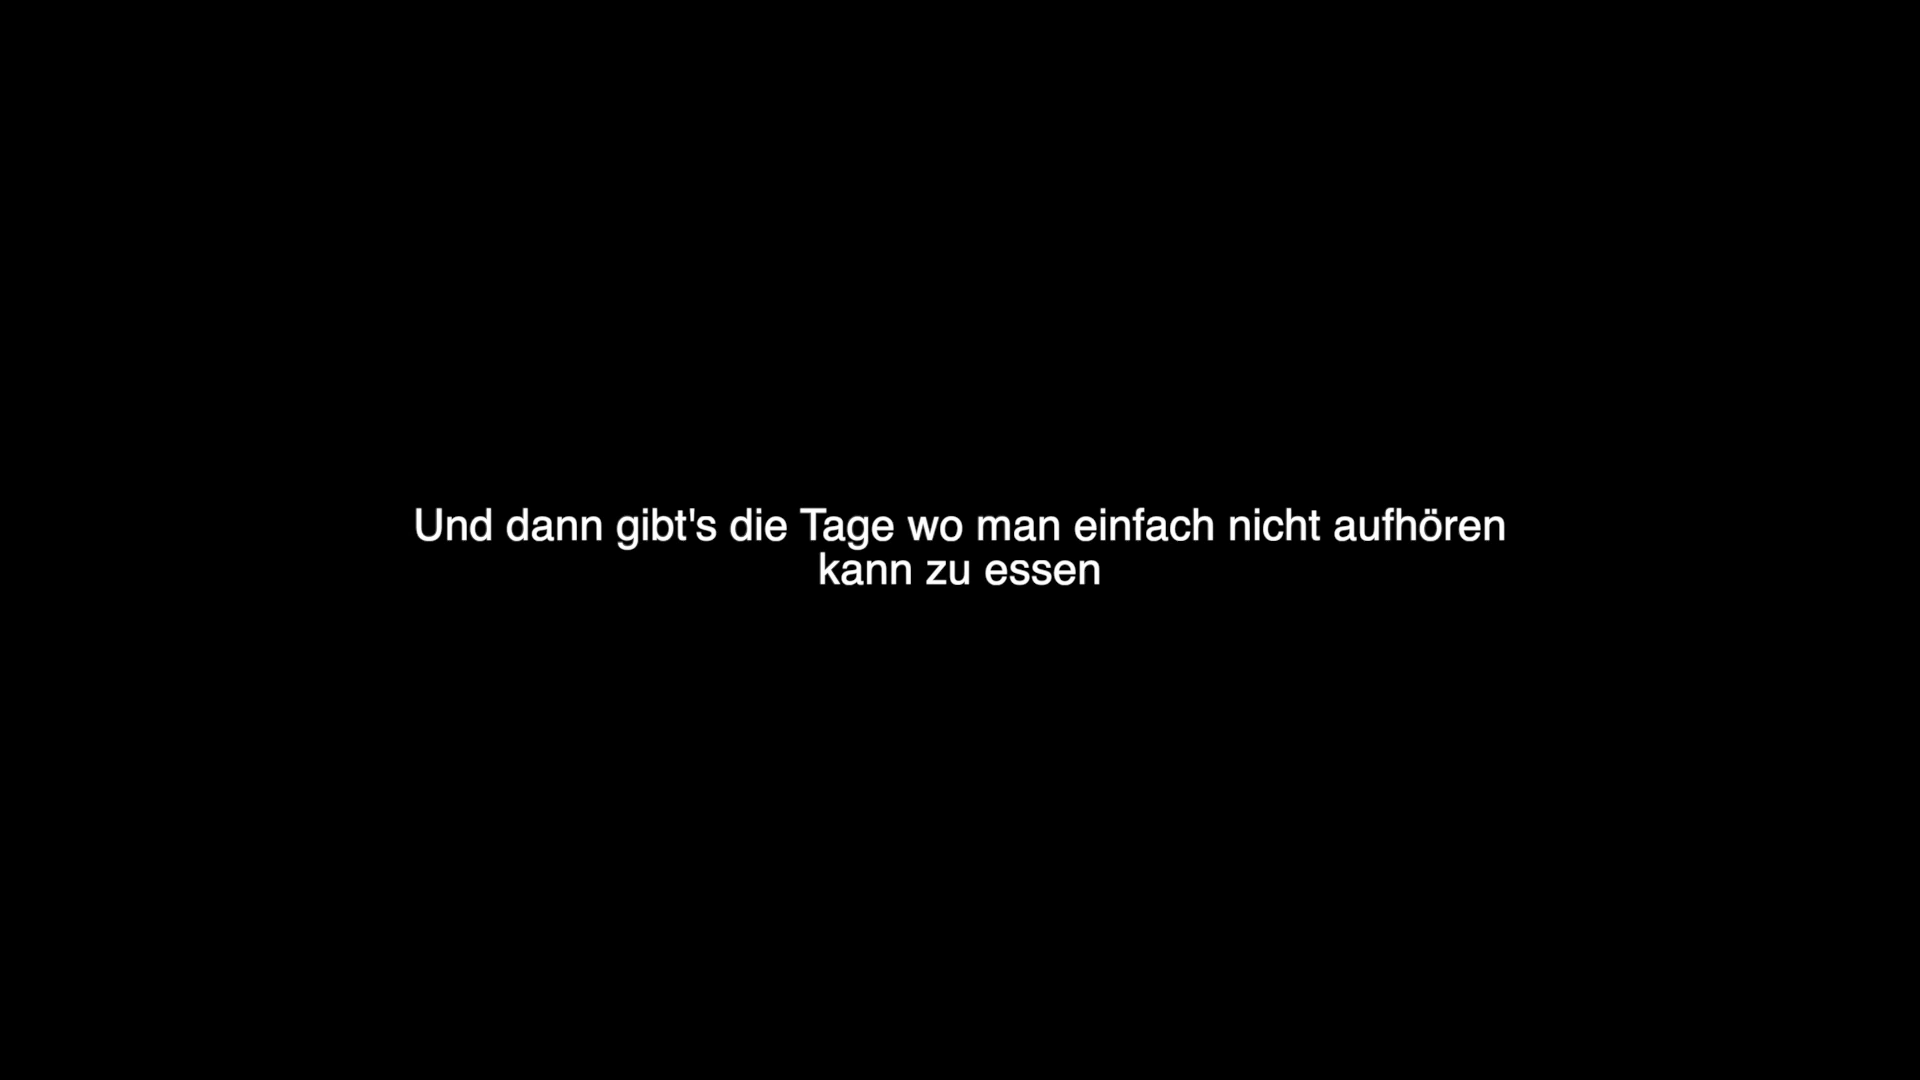 Und dann gibt's die Tage wo man einfach nicht aufhören
kann zu essen